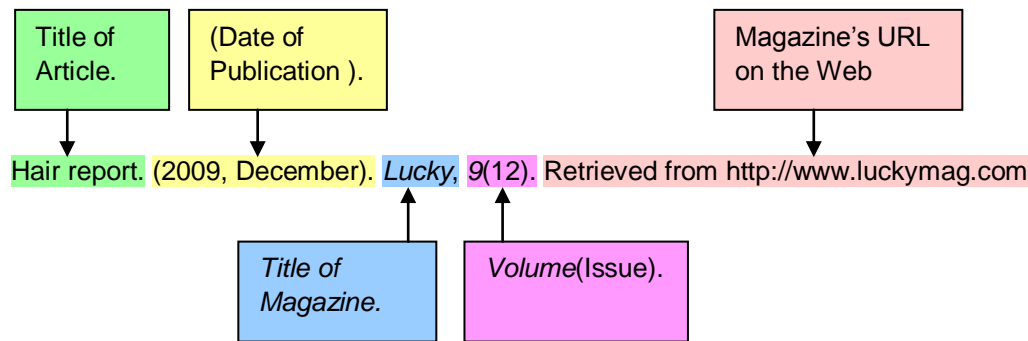 Title of
Article.
(Date of
Publication ).
Magazine’s URL
on the Web
Hair report. (2009, December). Lucky, 9(12). Retrieved from http://www.luckymag.com
Title of
Magazine.
Volume(Issue).